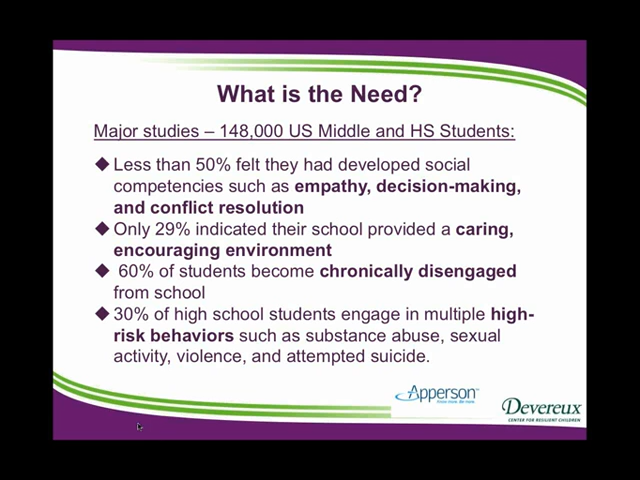 What is the Need?
Major studies – 148,000 US Middle and HS Students:
Less than 50% felt they had developed social
competencies such as empathy, decision-making,
and conflict resolution
Only 29% indicated their school provided a caring,
encouraging environment
60% of students become chronically disengaged
from school
30% of high school students engage in multiple high-
risk behaviors such as substance abuse, sexual
activity, violence, and attempted suicide.
Apperson™
Devereux
CENTER FOR RESILIENT CHILDREN